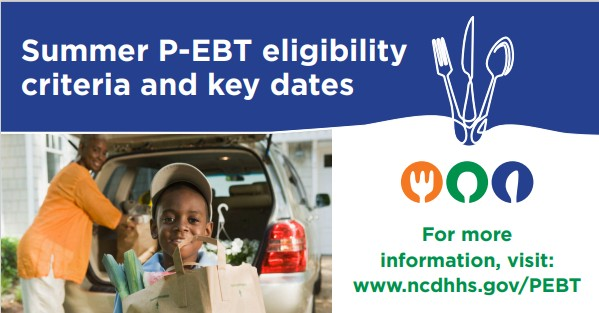 Summer P-EBT eligibility
criteria and key dates
For more
information, visit:
www.ncdhhs.gov/PEBT